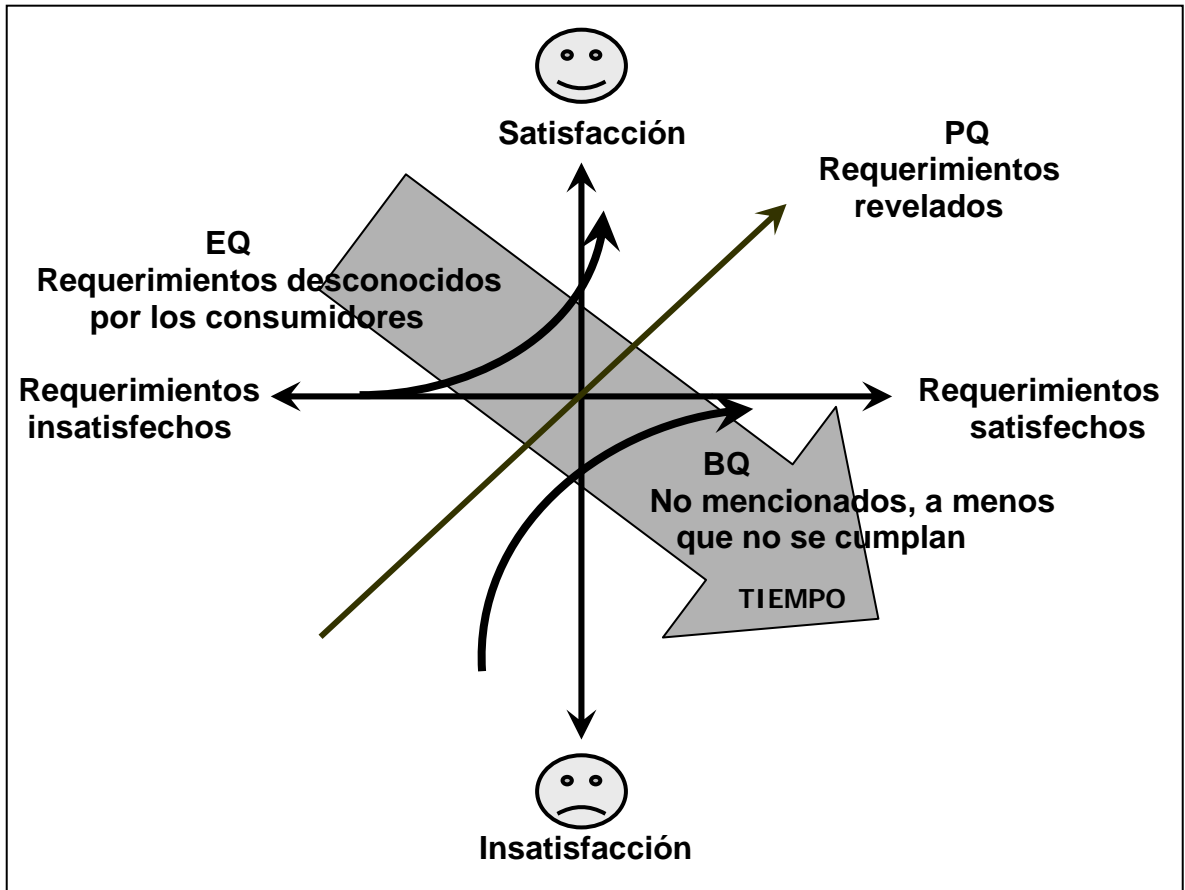 Satisfacción
PQ
Requerimientos
revelados
EQ
Requerimientos desconocidos
por los consumidores
Requerimientos
insatisfechos
Requerimientos
satisfechos
BQ
No mencionados, a menos
que no se cumplan
TIEMPO
Insatisfacción